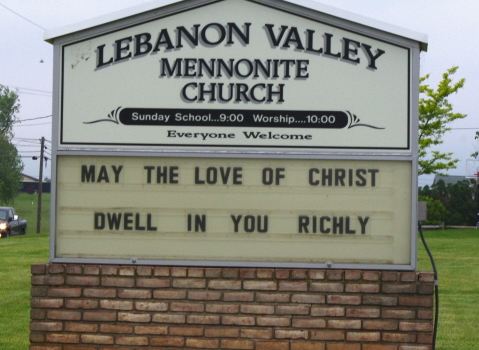 LEBANON VALLEY
MENNONITE
CHURCH
Sunday School...9:00 Worship....10:00
Everyone Welcome
MAY THE LOVE OF CHRIST
DWELL IN YOU RICHLY